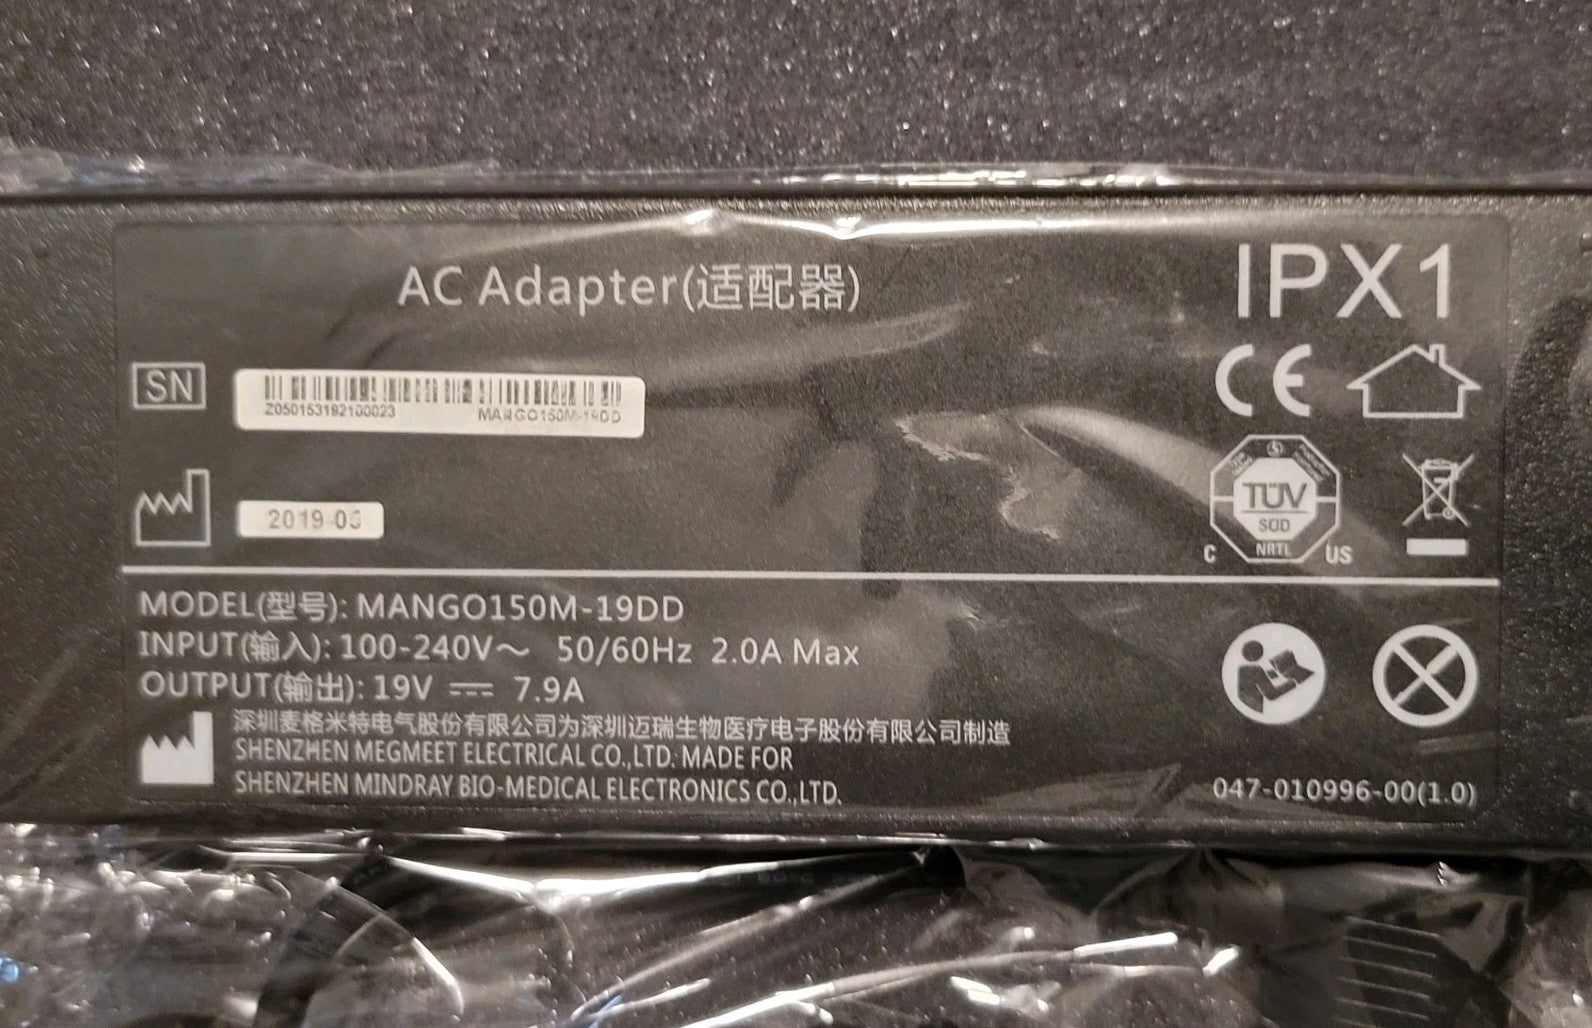 AC Adapter(适配器)
IPX1
CE
SN
Z050153192100023 MANGO150M-19DD
TÜV
SÜD
NRTL
C US
MODEL(型号): MANGO150M-19DD
INPUT(输入): 100-240V～ 50/60Hz 2.0A Max
OUTPUT(输出): 19V ⎓ 7.9A
深圳麦格米特电气股份有限公司为深圳迈瑞生物医疗电子股份有限公司制造
SHENZHEN MEGMEET ELECTRICAL CO.,LTD. MADE FOR
SHENZHEN MINDRAY BIO-MEDICAL ELECTRONICS CO.,LTD.
047-010996-00(1.0)